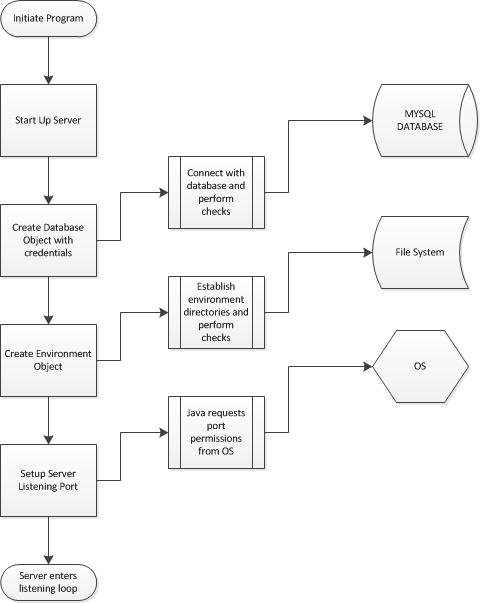 Initiate Program
Start Up Server
MYSQL
DATABASE
Connect with
database and
perform
checks
Create Database
Object with
credentials
File System
Establish
environment
directories and
perform
checks
Create Environment
Object
OS
Java requests
port
permissions
from OS
Setup Server
Listening Port
Server enters
listening loop